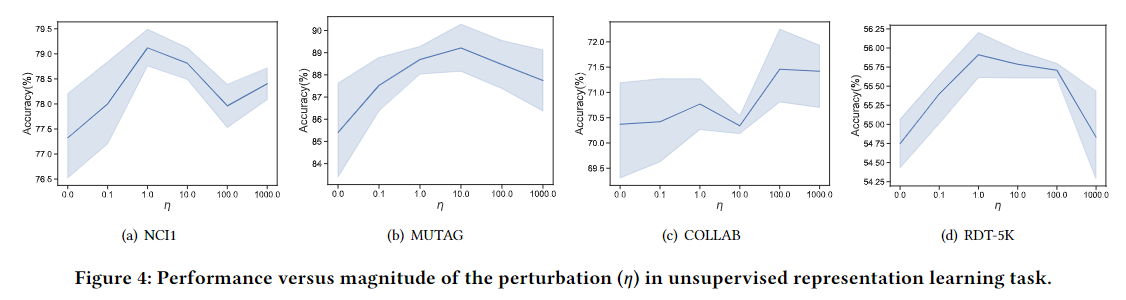 Accuracy(%)
79.5
79.0
78.5
78.0
77.5
77.0
76.5
0.0 0.1 1.0 10.0 100.0 1000.0
η
(a) NCI1
Accuracy(%)
90
89
88
87
86
85
84
0.0 0.1 1.0 10.0 100.0 1000.0
η
(b) MUTAG
Accuracy(%)
72.0
71.5
71.0
70.5
70.0
69.5
0.0 0.1 1.0 10.0 100.0 1000.0
η
(c) COLLAB
Accuracy(%)
56.25
56.00
55.75
55.50
55.25
55.00
54.75
54.50
54.25
0.0 0.1 1.0 10.0 100.0 1000.0
η
(d) RDT-5K
Figure 4: Performance versus magnitude of the perturbation (η) in unsupervised representation learning task.